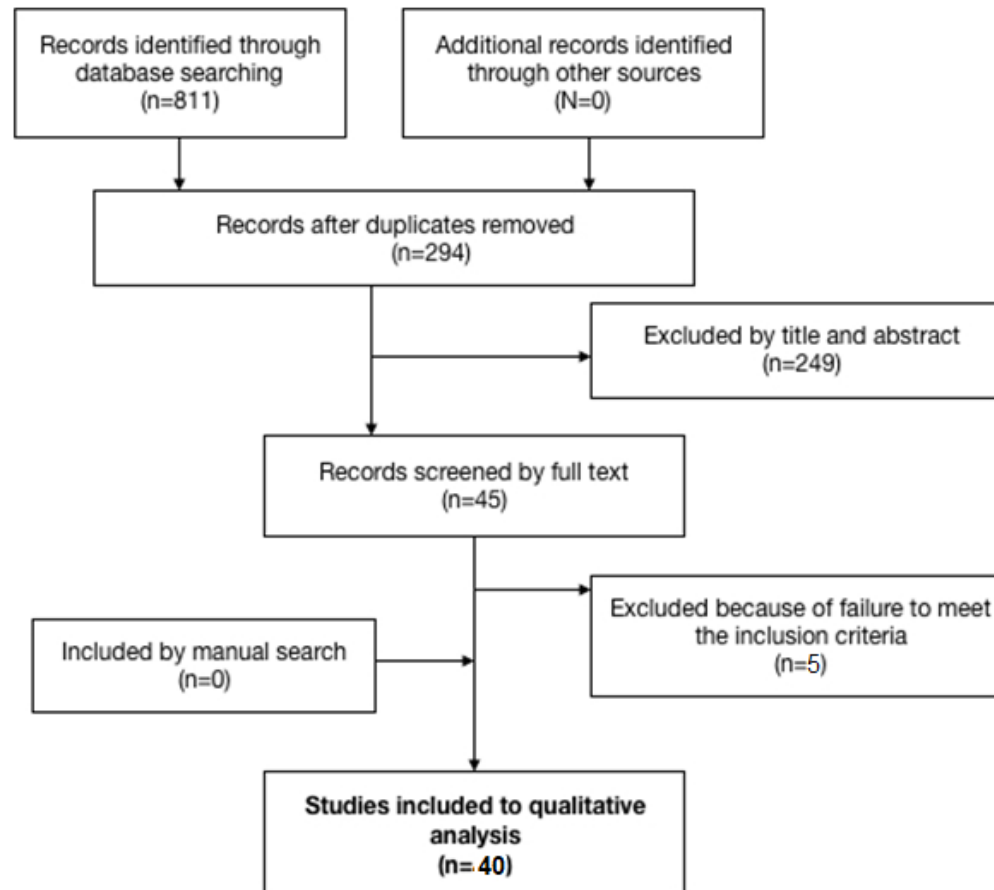 Records identified through
database searching
(n=811)
Additional records identified
through other sources
(N=0)
Records after duplicates removed
(n=294)
Excluded by title and abstract
(n=249)
Records screened by full text
(n=45)
Excluded because of failure to meet
the inclusion criteria
(n=5)
Included by manual search
(n=0)
Studies included to qualitative
analysis
(n=40)